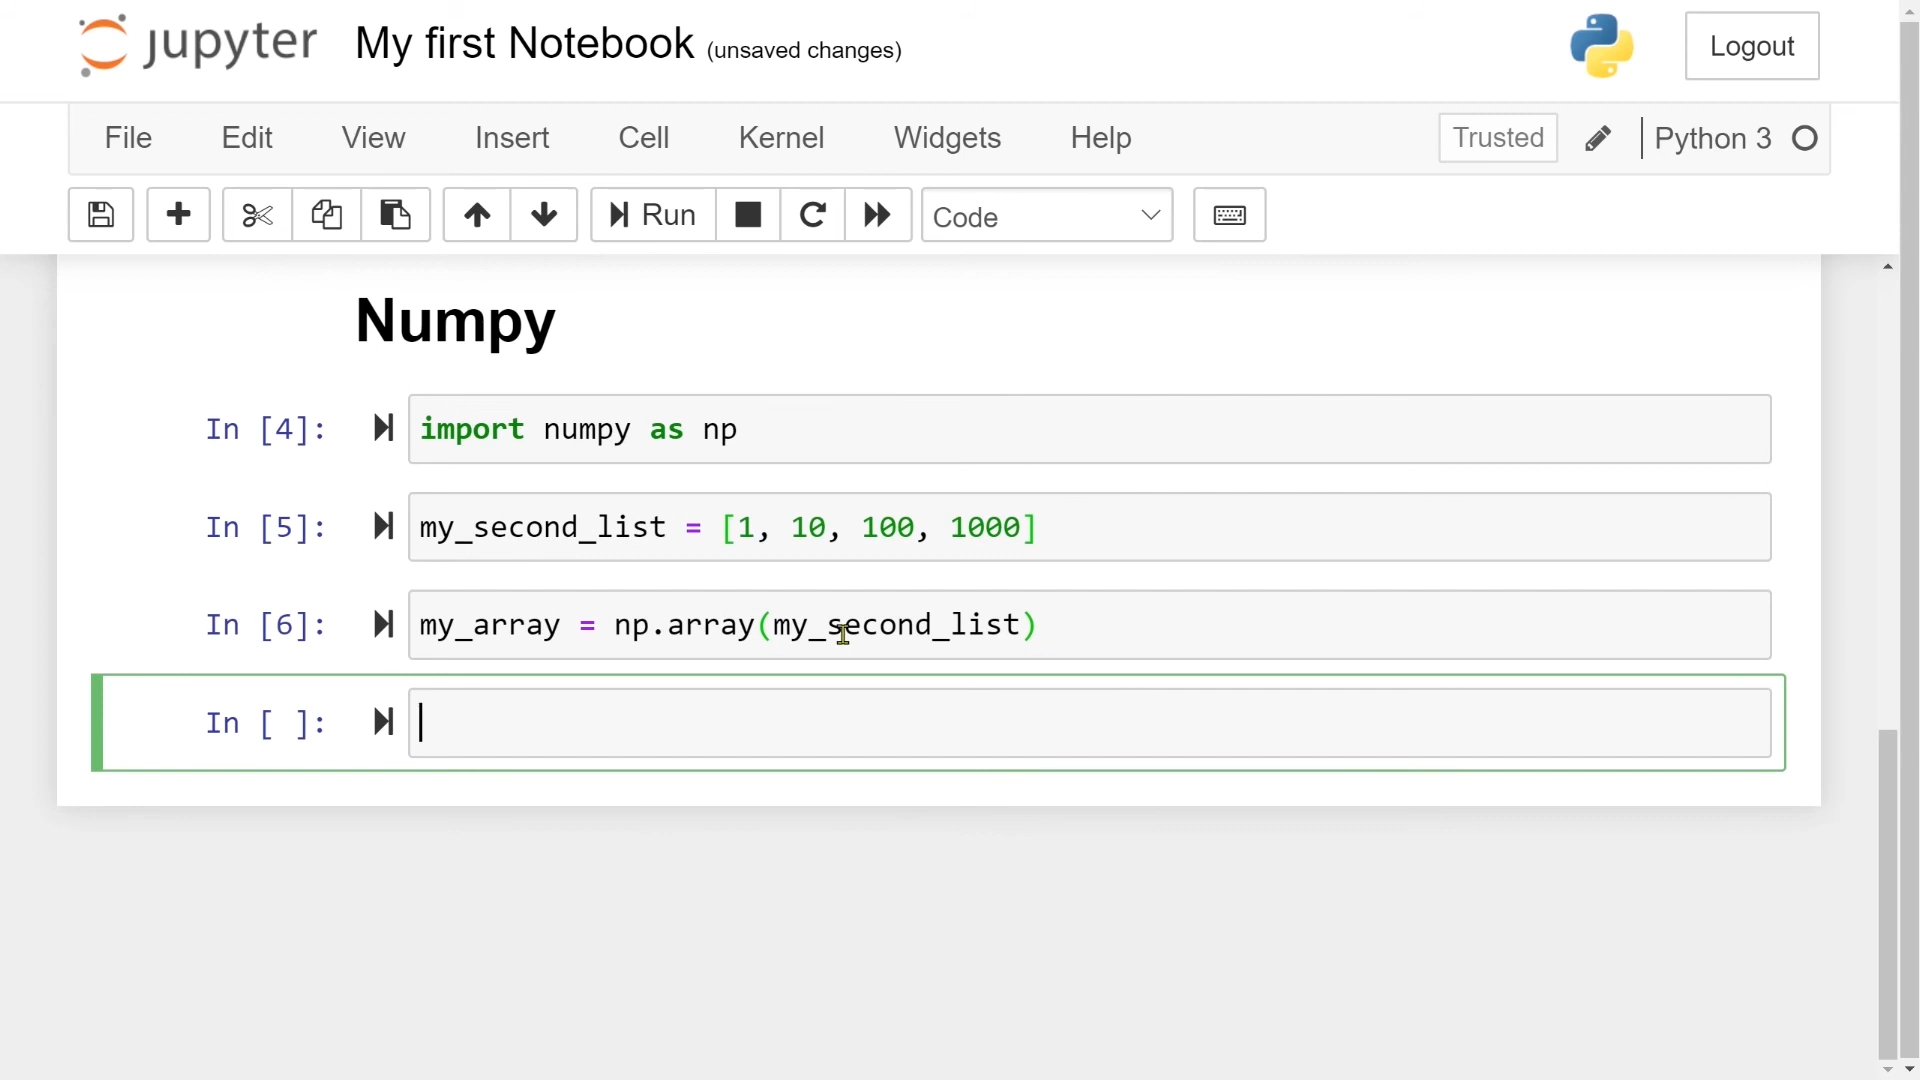 jupyter My first Notebook (unsaved changes) Logout
File Edit View Insert Cell Kernel Widgets Help Trusted Python 3
Run Code
Numpy
In [4]: import numpy as np
In [5]: my_second_list = [1, 10, 100, 1000]
In [6]: my_array = np.array(my_second_list)
In [ ]: